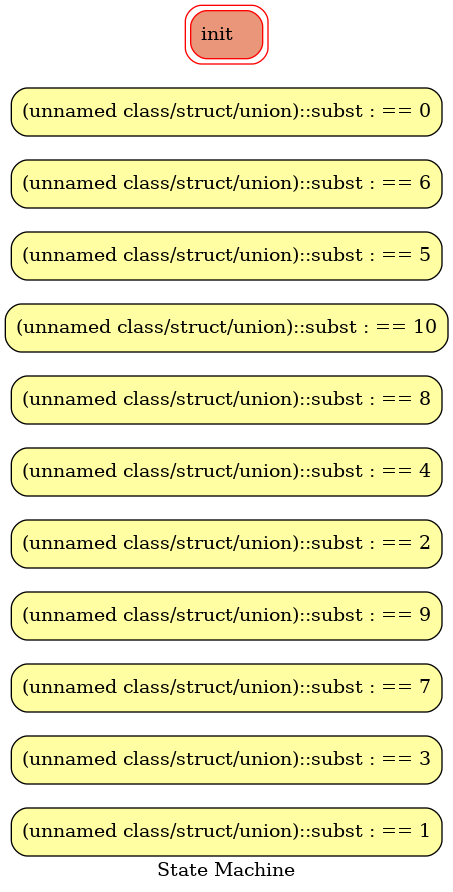 init
(unnamed class/struct/union)::subst : == 0
(unnamed class/struct/union)::subst : == 6
(unnamed class/struct/union)::subst : == 5
(unnamed class/struct/union)::subst : == 10
(unnamed class/struct/union)::subst : == 8
(unnamed class/struct/union)::subst : == 4
(unnamed class/struct/union)::subst : == 2
(unnamed class/struct/union)::subst : == 9
(unnamed class/struct/union)::subst : == 7
(unnamed class/struct/union)::subst : == 3
(unnamed class/struct/union)::subst : == 1
State Machine